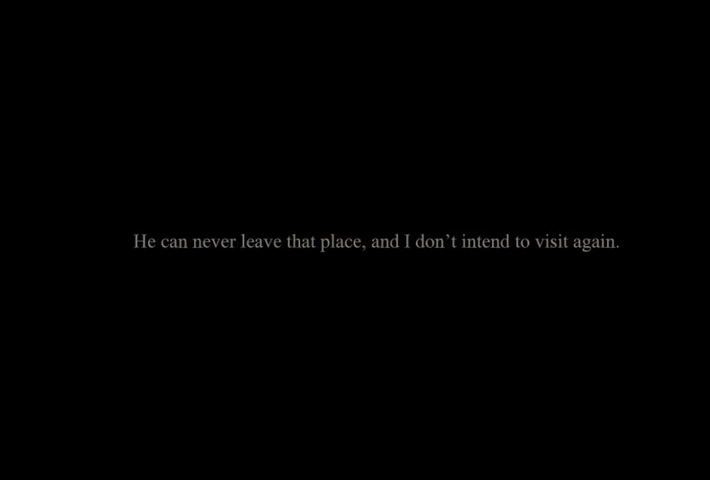 He can never leave that place, and I don’t intend to visit again.